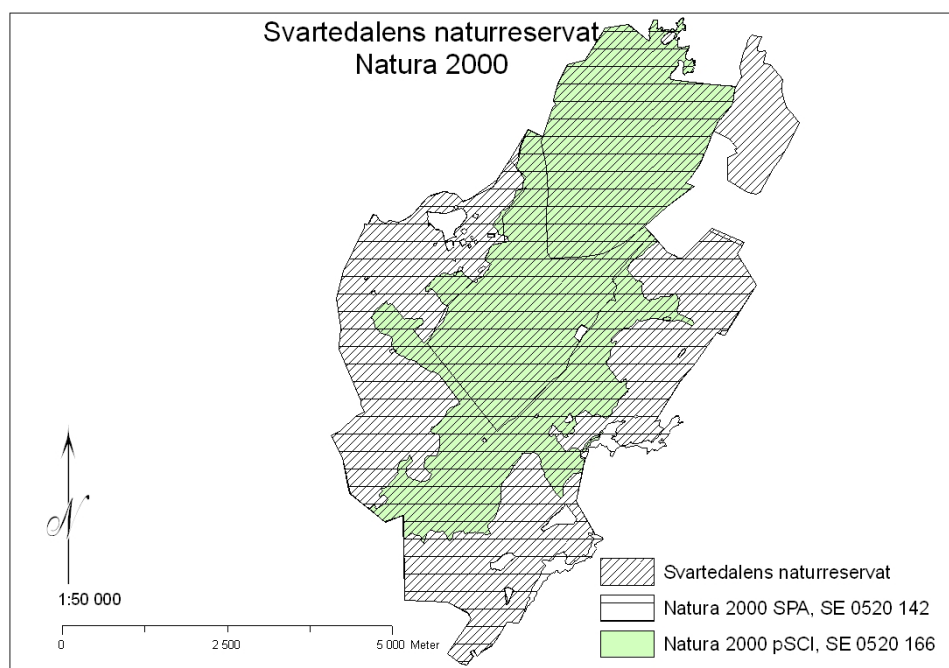 Svartedalens naturreservat
Natura 2000
N
1:50 000
0 2 500 5 000 Meter
Svartedalens naturreservat
Natura 2000 SPA, SE 0520 142
Natura 2000 pSCI, SE 0520 166